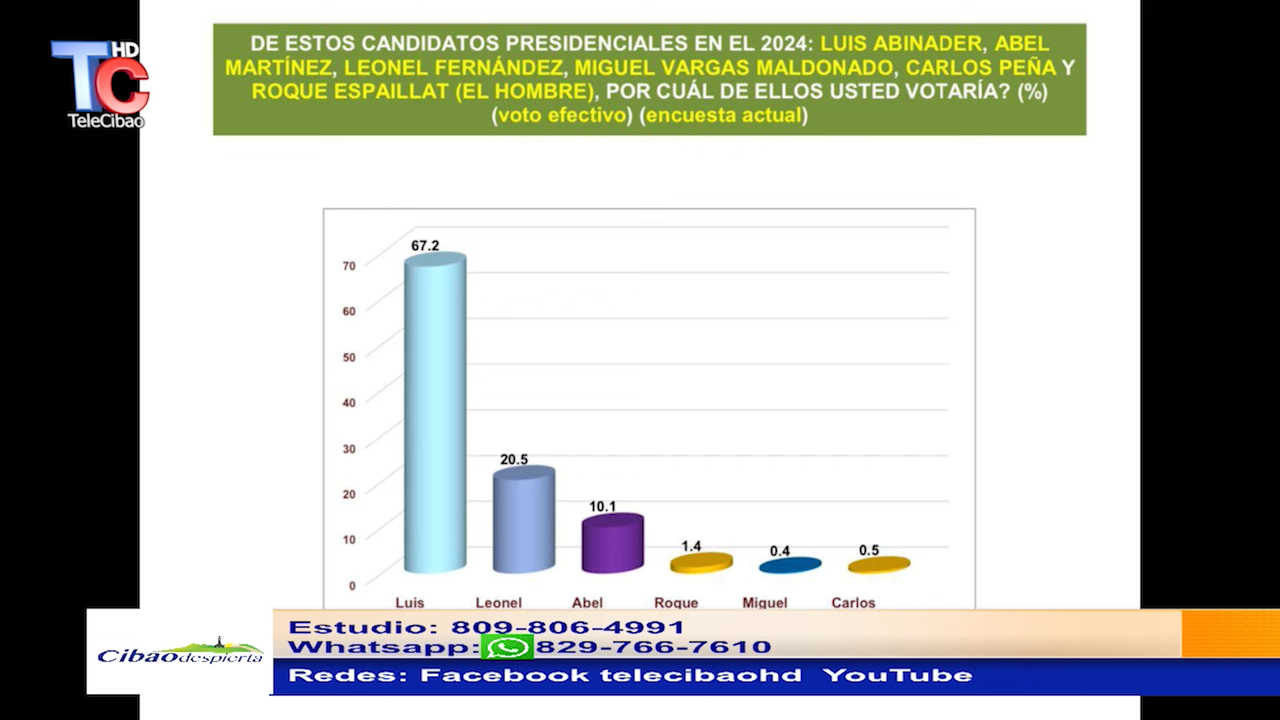 HD
TC
TeleCibao
DE ESTOS CANDIDATOS PRESIDENCIALES EN EL 2024: LUIS ABINADER, ABEL
MARTÍNEZ, LEONEL FERNÁNDEZ, MIGUEL VARGAS MALDONADO, CARLOS PEÑA Y
ROQUE ESPAILLAT (EL HOMBRE), POR CUÁL DE ELLOS USTED VOTARÍA? (%)
(voto efectivo) (encuesta actual)
67.2
20.5
10.1
1.4
0.4
0.5
70
60
50
40
30
20
10
0
Luis Leonel Abel Roque Miguel Carlos
Cibao despierta
Estudio: 809-806-4991
Whatsapp: 829-766-7610
Redes: Facebook telecibaohd YouTube